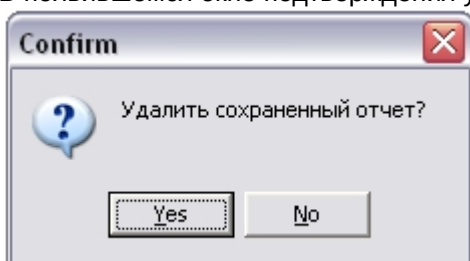 Confirm
Удалить сохраненный отчет?
Yes No